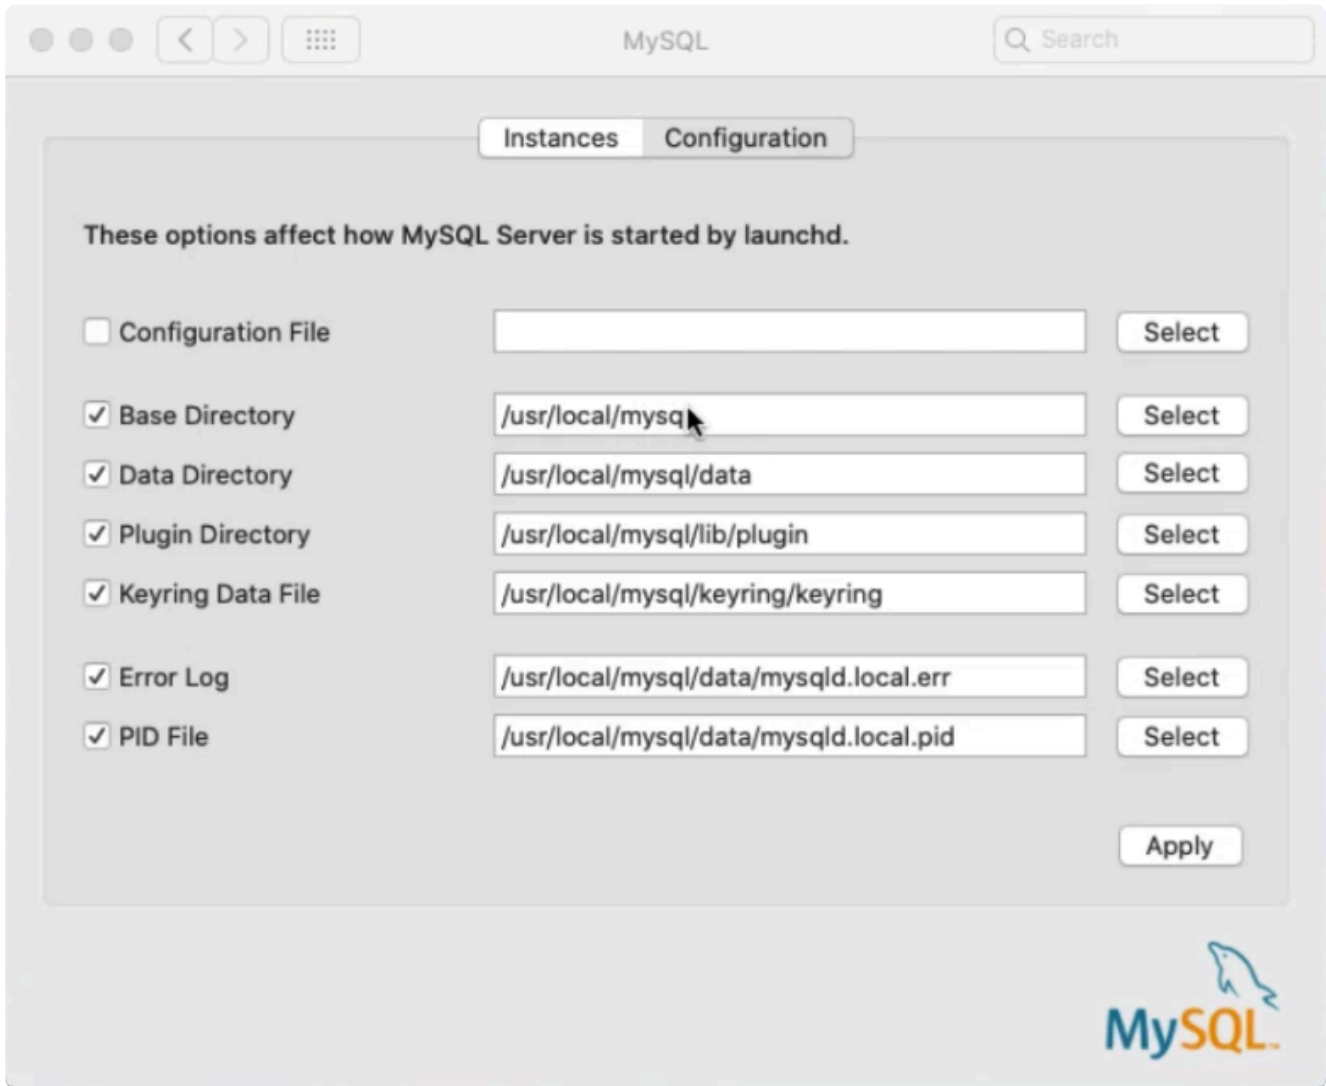 MySQL
Search
Instances
Configuration
These options affect how MySQL Server is started by launchd.
Configuration File
Select
Base Directory
/usr/local/mysq
Select
Data Directory
/usr/local/mysql/data
Select
Plugin Directory
/usr/local/mysql/lib/plugin
Select
Keyring Data File
/usr/local/mysql/keyring/keyring
Select
Error Log
/usr/local/mysql/data/mysqld.local.err
Select
PID File
/usr/local/mysql/data/mysqld.local.pid
Select
Apply
MySQL